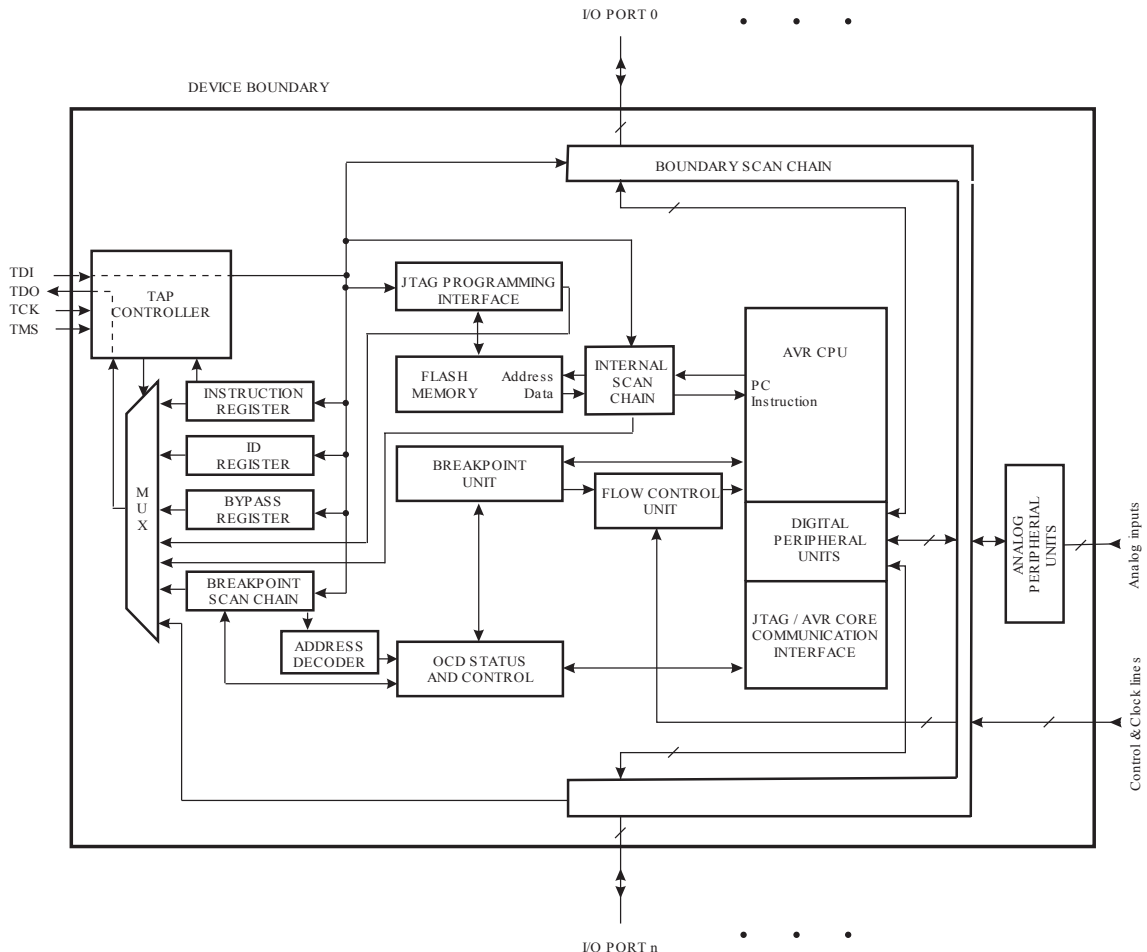 I/O PORT 0
DEVICE BOUNDARY
BOUNDARY SCAN CHAIN
TDI
TDO
TCK
TMS
TAP
CONTROLLER
JTAG PROGRAMMING
INTERFACE
AVR CPU
FLASH
MEMORY
Address
Data
INTERNAL
SCAN
CHAIN
PC
Instruction
INSTRUCTION
REGISTER
ID
REGISTER
BREAKPOINT
UNIT
FLOW CONTROL
UNIT
MUX
BYPASS
REGISTER
DIGITAL
PERIPHERAL
UNITS
ANALOG
PERIPHERIAL
UNITS
Analog inputs
BREAKPOINT
SCAN CHAIN
JTAG / AVR CORE
COMMUNICATION
INTERFACE
ADDRESS
DECODER
OCD STATUS
AND CONTROL
Control & Clock lines
I/O PORT n